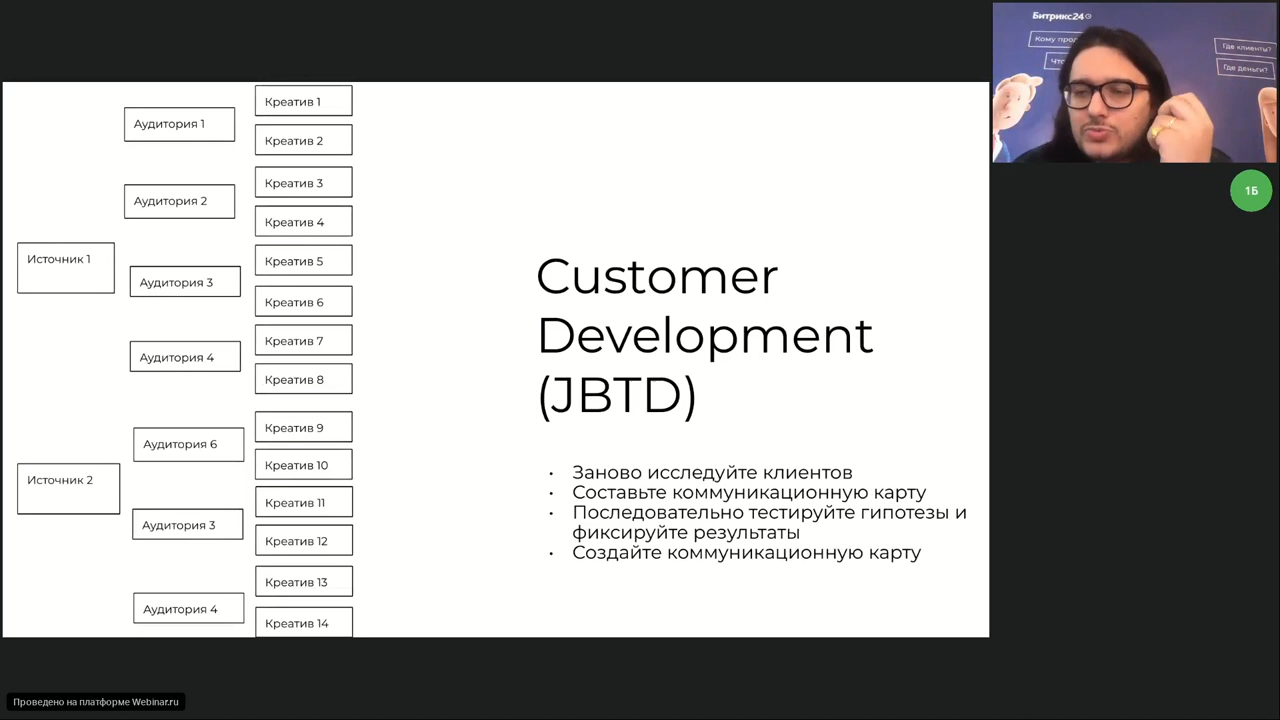 Битрикс24
Кому
Где клиенты?
Где деньги?
1Б
Источник 1
Источник 2
Аудитория 1
Аудитория 2
Аудитория 3
Аудитория 4
Аудитория 6
Аудитория 3
Аудитория 4
Креатив 1
Креатив 2
Креатив 3
Креатив 4
Креатив 5
Креатив 6
Креатив 7
Креатив 8
Креатив 9
Креатив 10
Креатив 11
Креатив 12
Креатив 13
Креатив 14
Customer
Development
(JBTD)
• Заново исследуйте клиентов
• Составьте коммуникационную карту
• Последовательно тестируйте гипотезы и
фиксируйте результаты
• Создайте коммуникационную карту
Проведено на платформе Webinar.ru